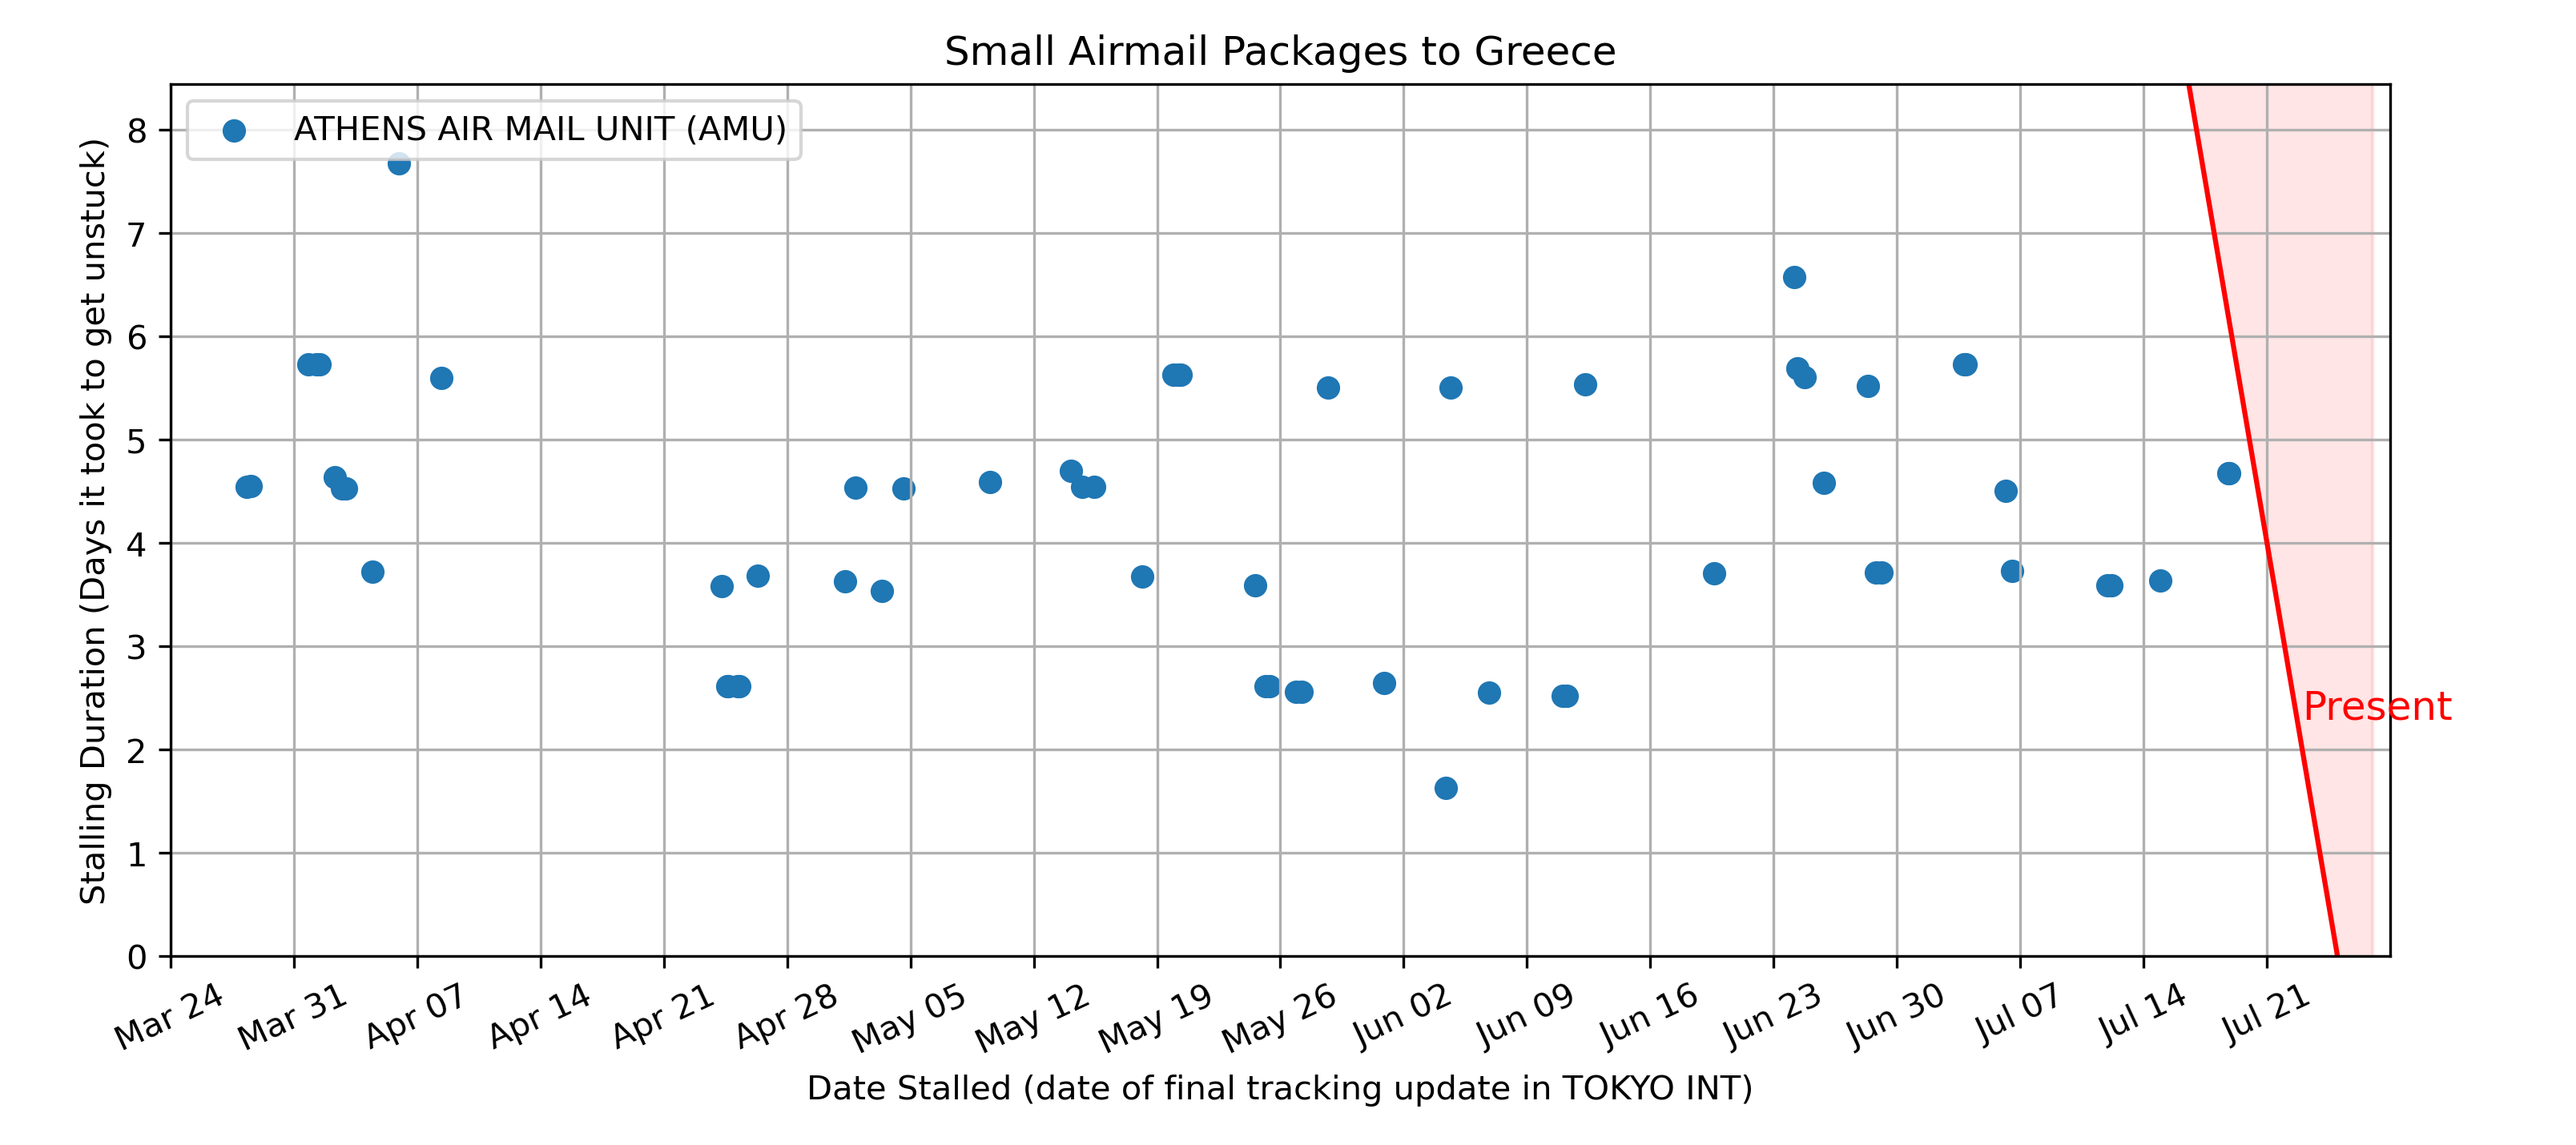 Small Airmail Packages to Greece
ATHENS AIR MAIL UNIT (AMU)
Stalling Duration (Days it took to get unstuck)
8
7
6
5
4
3
2
1
0
Present
Mar 24
Mar 31
Apr 07
Apr 14
Apr 21
Apr 28
May 05
May 12
May 19
May 26
Jun 02
Jun 09
Jun 16
Jun 23
Jun 30
Jul 07
Jul 14
Jul 21
Date Stalled (date of final tracking update in TOKYO INT)